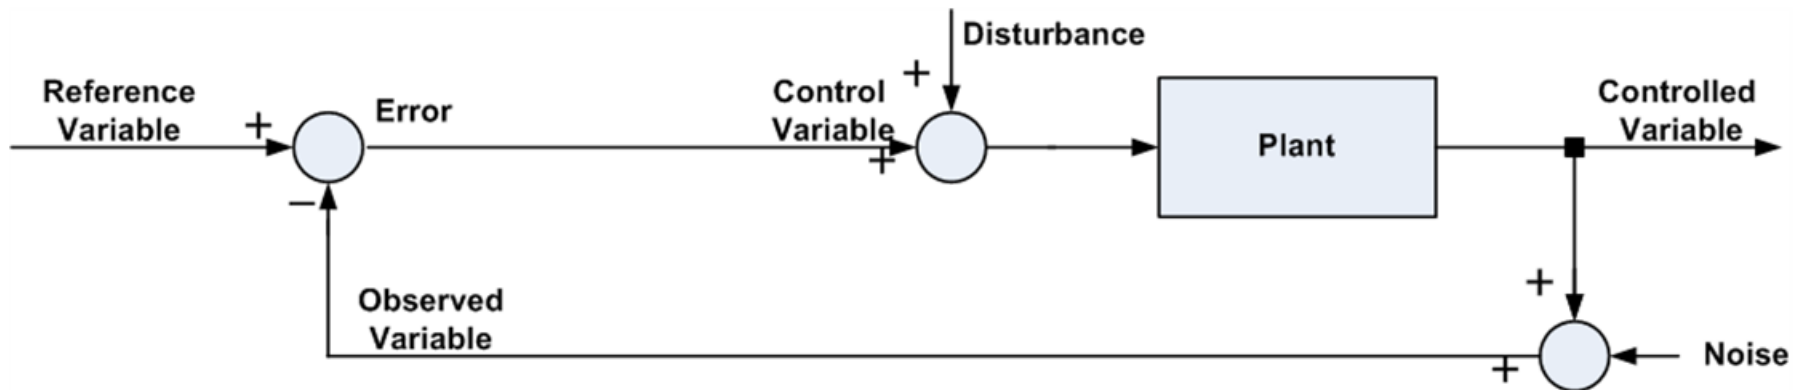 Disturbance
+
Reference
Variable
+
Error
Control
Variable
+
Plant
Controlled
Variable
−
+
Observed
Variable
+
Noise